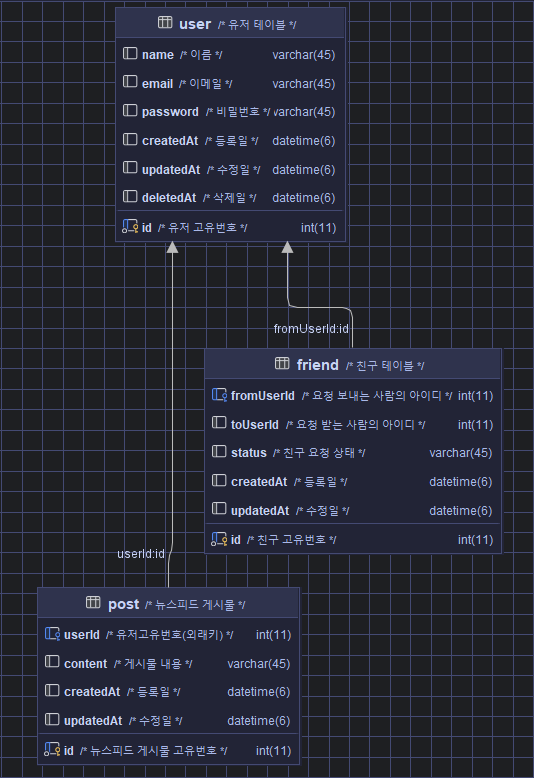 user /* 유저 테이블 */
name /* 이름 */ varchar(45)
email /* 이메일 */ varchar(45)
password /* 비밀번호 */ varchar(45)
createdAt /* 등록일 */ datetime(6)
updatedAt /* 수정일 */ datetime(6)
deletedAt /* 삭제일 */ datetime(6)
id /* 유저 고유번호 */ int(11)
fromUserId:id
friend /* 친구 테이블 */
fromUserId /* 요청 보내는 사람의 아이디 */ int(11)
toUserId /* 요청 받는 사람의 아이디 */ int(11)
status /* 친구 요청 상태 */ varchar(45)
createdAt /* 등록일 */ datetime(6)
updatedAt /* 수정일 */ datetime(6)
id /* 친구 고유번호 */ int(11)
userId:id
post /* 뉴스피드 게시물 */
userId /* 유저고유번호(외래키) */ int(11)
content /* 게시물 내용 */ varchar(45)
createdAt /* 등록일 */ datetime(6)
updatedAt /* 수정일 */ datetime(6)
id /* 뉴스피드 게시물 고유번호 */ int(11)